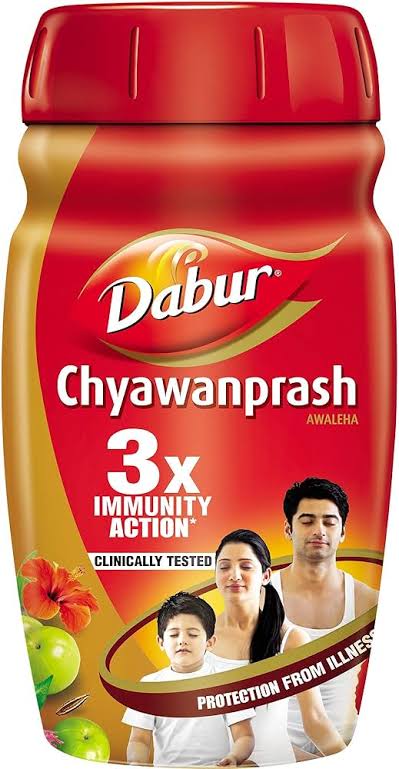 Dabur®
Chyawanprash
AWALEHA
3x
IMMUNITY
ACTION*
CLINICALLY TESTED
PROTECTION FROM ILLNESS